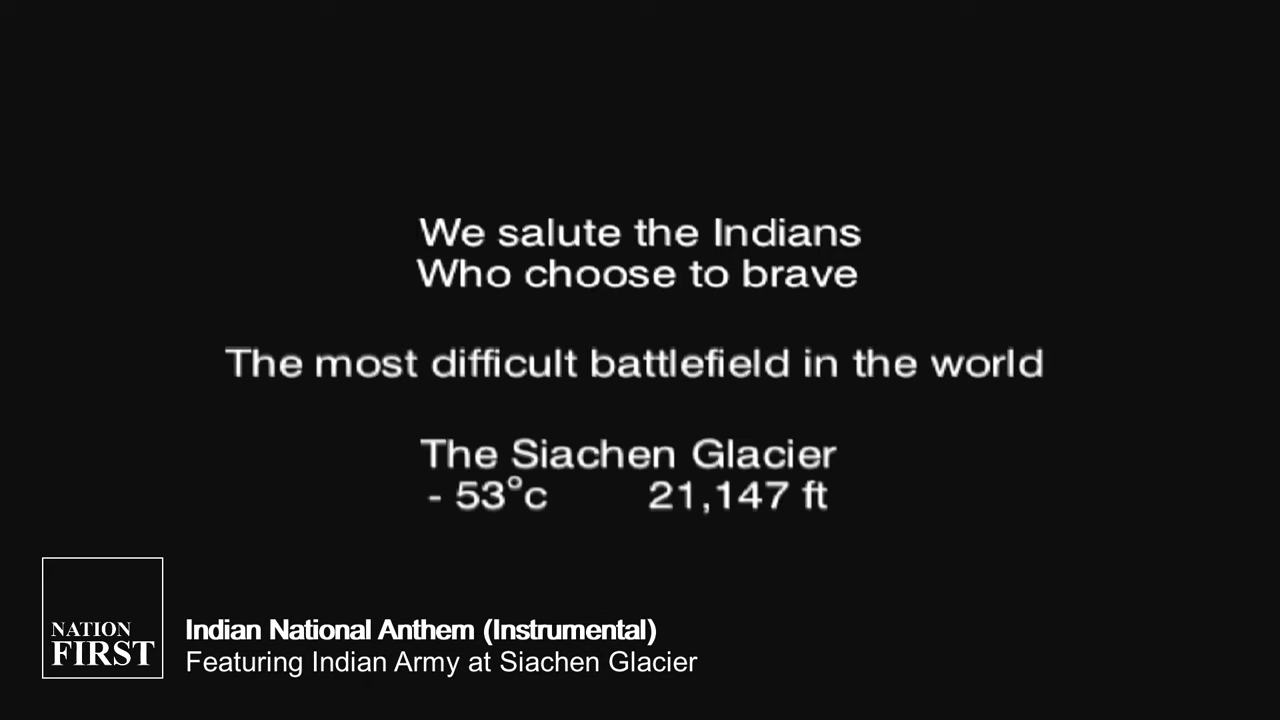 We salute the Indians
Who choose to brave
The most difficult battlefield in the world
The Siachen Glacier
- 53°c 21,147 ft
NATION
FIRST
Indian National Anthem (Instrumental)
Featuring Indian Army at Siachen Glacier